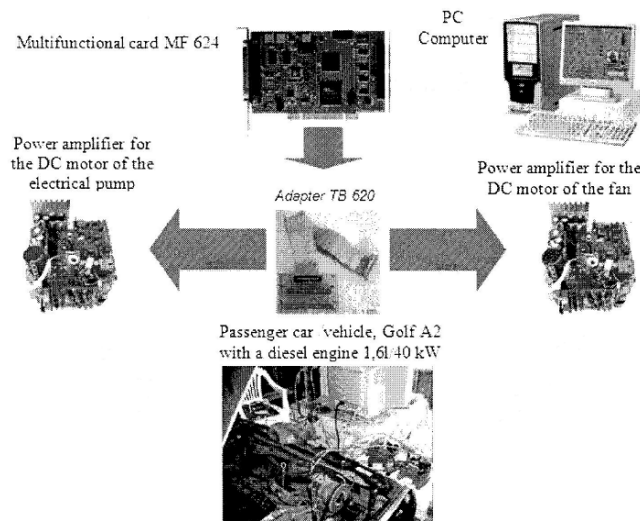 Multifunctional card MF 624
PC
Computer
Power amplifier for
the DC motor of the
electrical pump
Adapter TB 620
Power amplifier for the
DC motor of the fan
Passenger car /vehicle, Golf A2
with a diesel engine 1,6l/40 kW